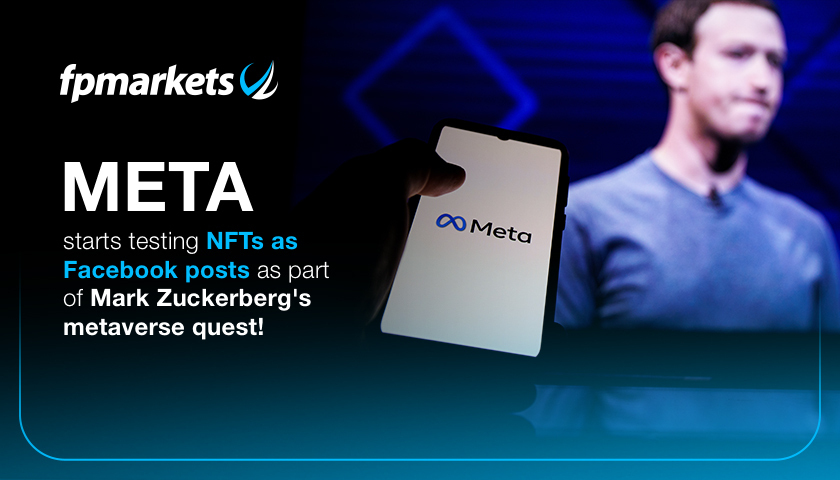 fpmarkets
META
starts testing NFTs as
Facebook posts as part
of Mark Zuckerberg's
metaverse quest!
Meta